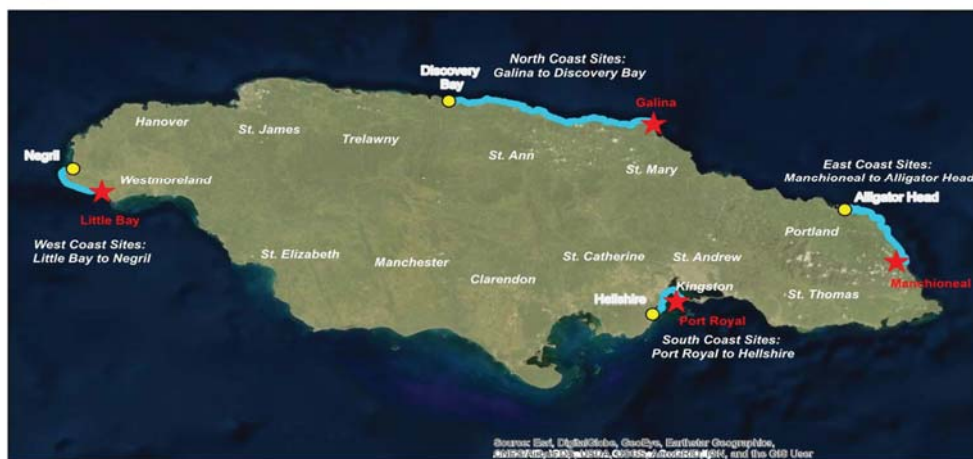 North Coast Sites:
Galina to Discovery Bay
Discovery
Bay
Galina
Hanover
St. James
Trelawny
St. Ann
St. Mary
Negril
Westmoreland
Little Bay
West Coast Sites:
Little Bay to Negril
East Coast Sites:
Manchioneal to Alligator Head
Alligator Head
Portland
Manchioneal
St. Elizabeth
Manchester
Clarendon
St. Catherine
St. Andrew
Kingston
St. Thomas
Hellshire
Port Royal
South Coast Sites:
Port Royal to Hellshire
Source: Esri, DigitalGlobe, GeoEye, Earthstar Geographics,
and the GIS User